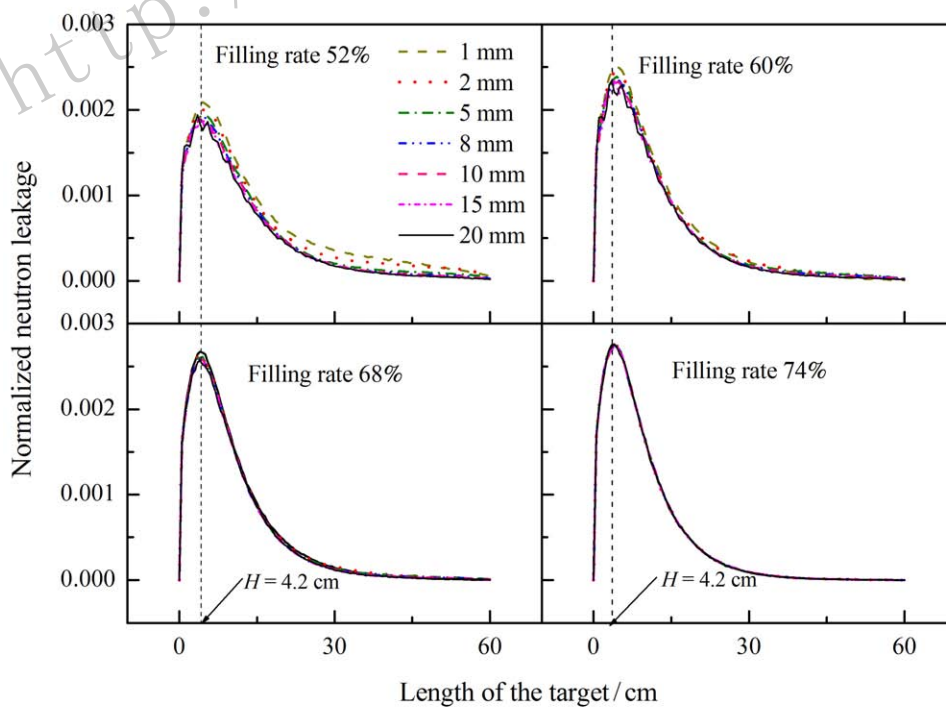 http:/
0.003
0.002
0.001
0.000
0.003
0.002
0.001
0.000
Normalized neutron leakage
Filling rate 52%
1 mm
2 mm
5 mm
8 mm
10 mm
15 mm
20 mm
Filling rate 60%
Filling rate 68%
H = 4.2 cm
Filling rate 74%
H = 4.2 cm
0 30 60 0 30 60
Length of the target/cm